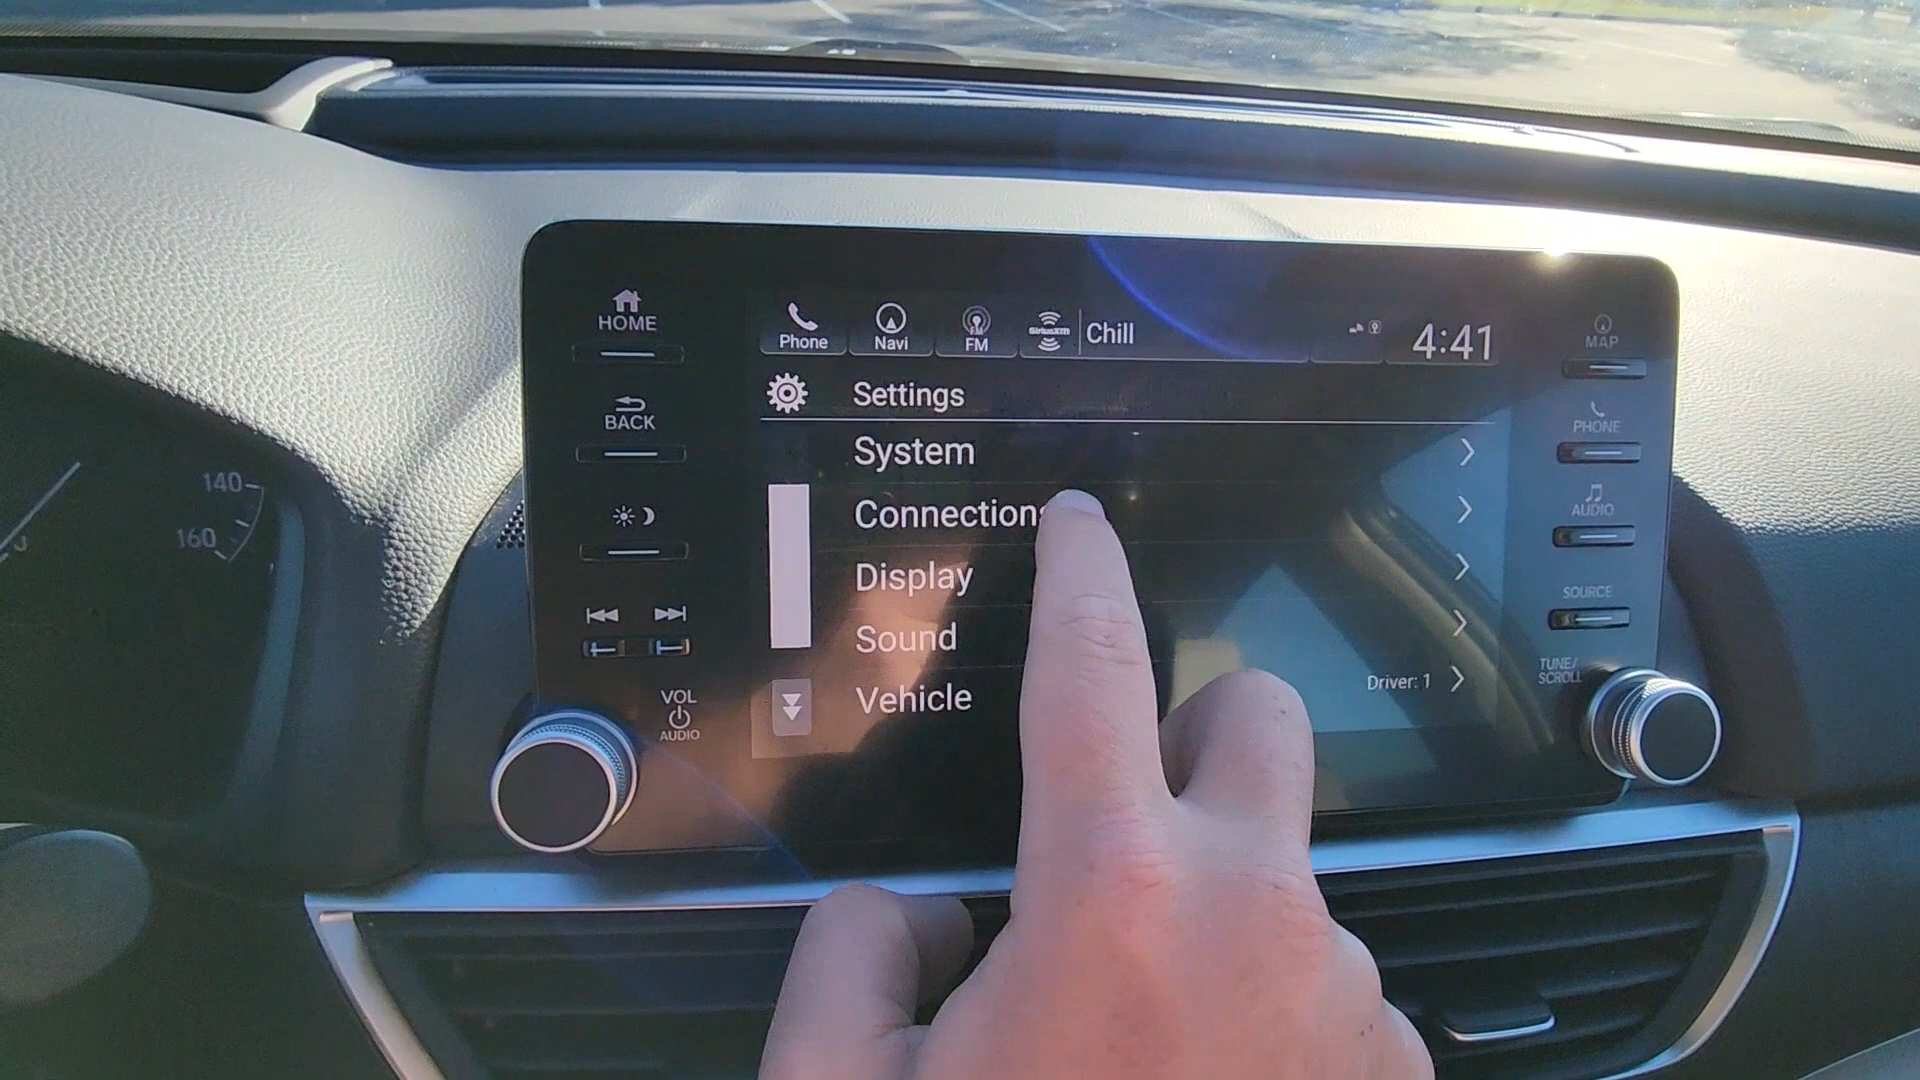 HOME
BACK
VOL
AUDIO
Phone
Navi
FM
SiriusXM
Chill
4:41
Settings
System
Connections
Display
Sound
Vehicle
Driver: 1
MAP
PHONE
AUDIO
SOURCE
TUNE/
SCROLL
140
160